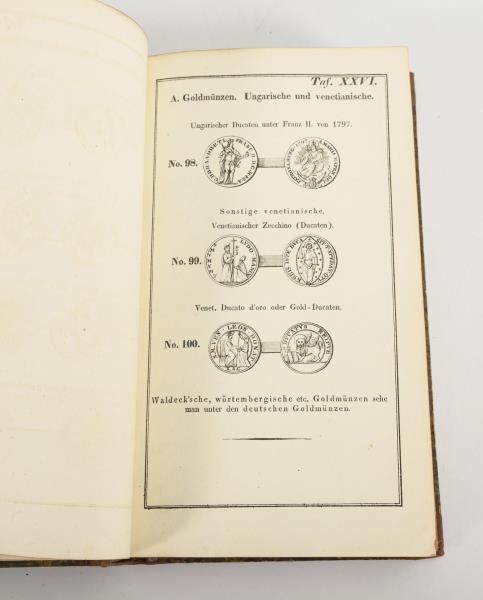 Taf. XXVI.
A. Goldmünzen. Ungarische und venetianische.
Ungarischer Ducaten unter Franz II. von 1797.
No. 98.
Sonstige venetianische.
Venetianischer Zecchino (Ducaten).
No. 99.
Venet. Ducato d'oro oder Gold-Ducaten.
No. 100.
Waldeck'sche, würtembergische etc. Goldmünzen sehe
man unter den deutschen Goldmünzen.